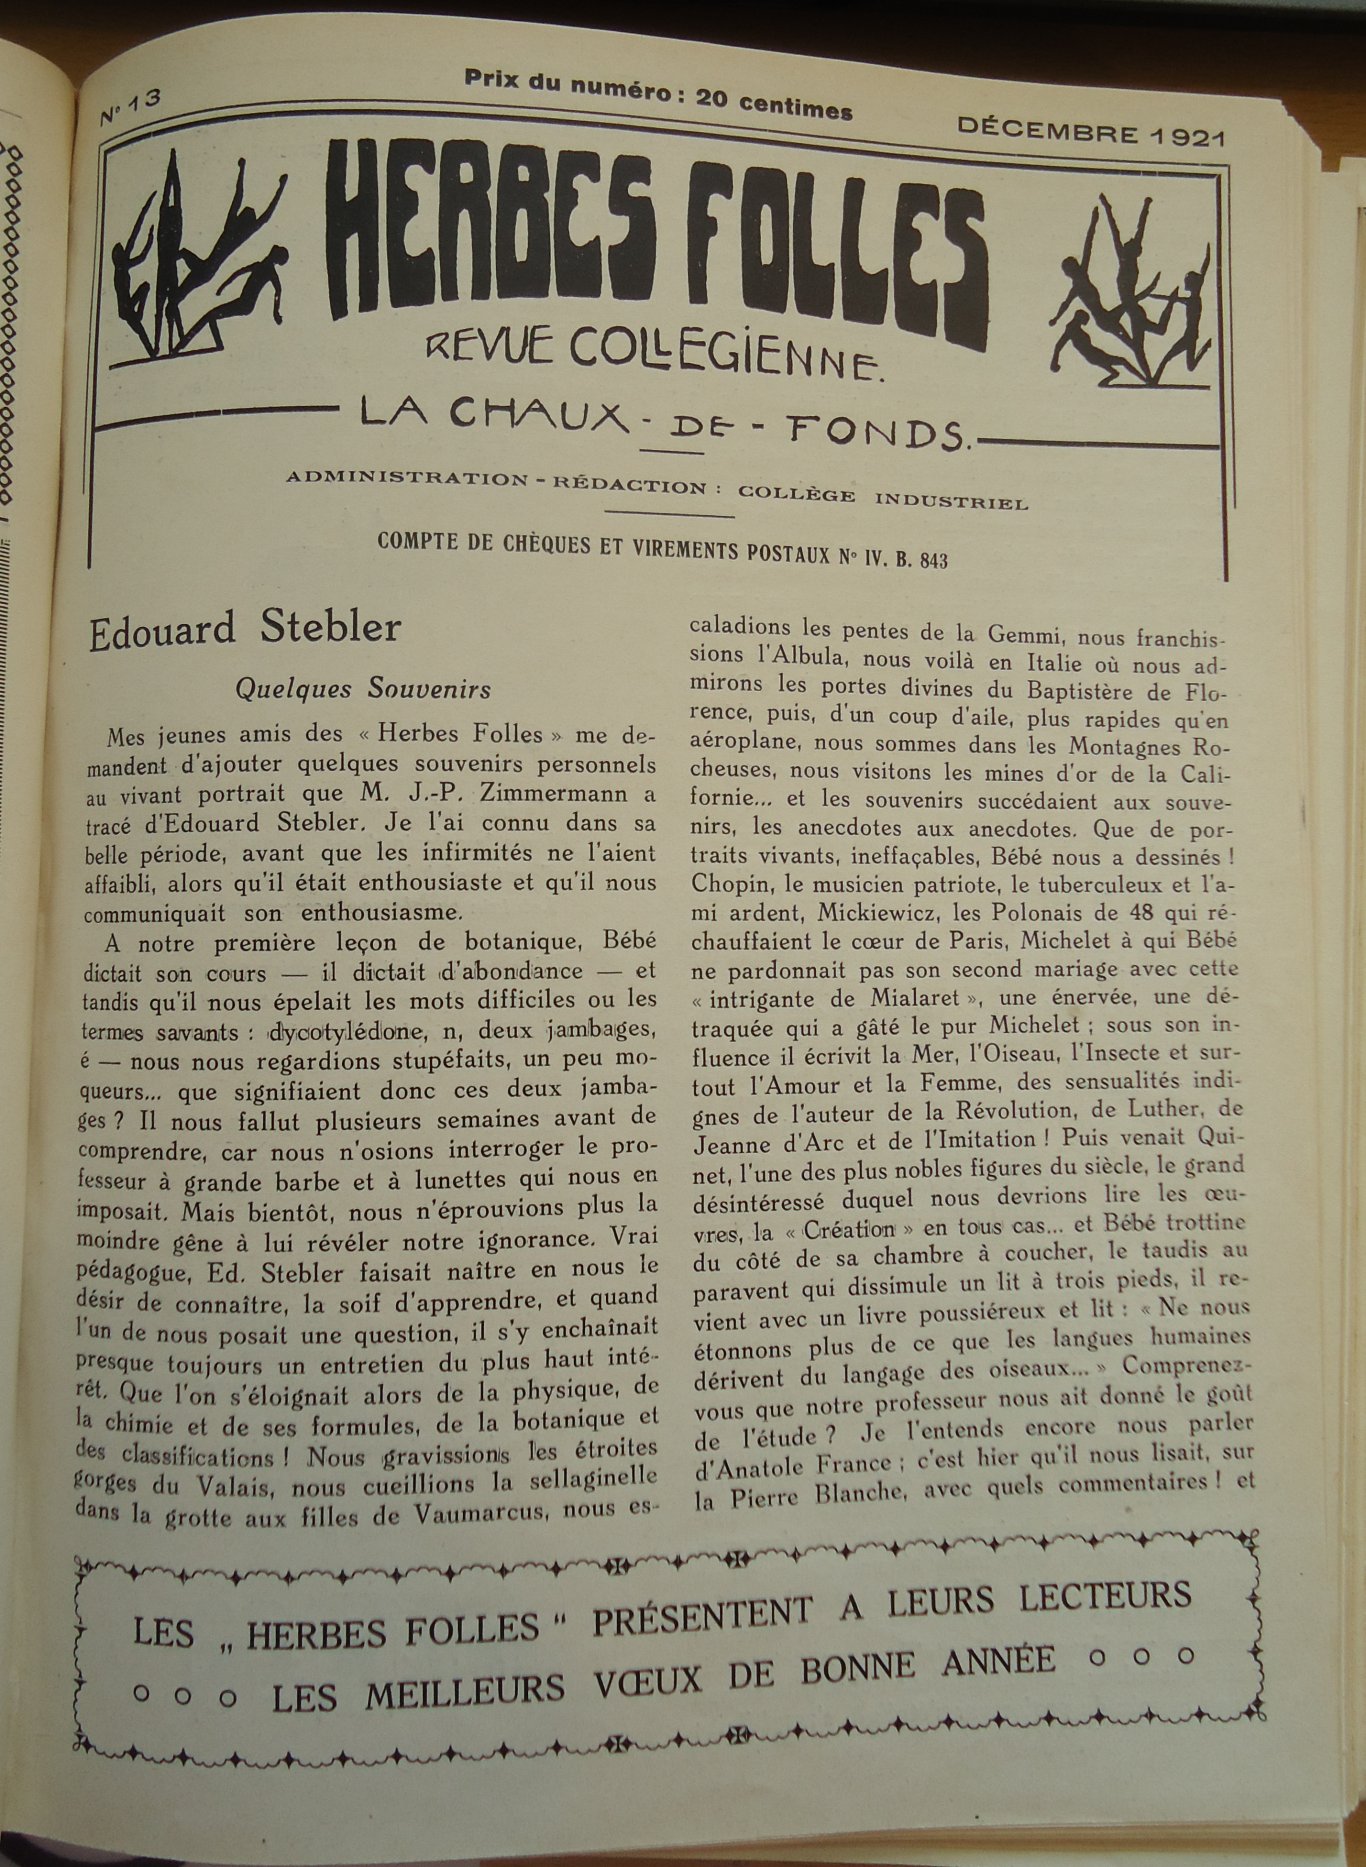 N° 13
Prix du numéro : 20 centimes
DÉCEMBRE 1921
HERBES FOLLES
REVUE COLLEGIENNE.
LA CHAUX - DE - FONDS.
ADMINISTRATION - RÉDACTION : COLLÈGE INDUSTRIEL
COMPTE DE CHÈQUES ET VIREMENTS POSTAUX N° IV. B. 843
Edouard Stebler
Quelques Souvenirs
Mes jeunes amis des « Herbes Folles » me de-
mandent d'ajouter quelques souvenirs personnels
au vivant portrait que M. J.-P. Zimmermann a
tracé d'Edouard Stebler. Je l'ai connu dans sa
belle période, avant que les infirmités ne l'aient
affaibli, alors qu'il était enthousiaste et qu'il nous
communiquait son enthousiasme.
A notre première leçon de botanique, Bébé
dictait son cours — il dictait d'abondance — et
tandis qu'il nous épelait les mots difficiles ou les
termes savants : dycotylédone, n, deux jambages,
é — nous nous regardions stupéfaits, un peu mo-
queurs... que signifiaient donc ces deux jamba-
ges ? Il nous fallut plusieurs semaines avant de
comprendre, car nous n'osions interroger le pro-
fesseur à grande barbe et à lunettes qui nous en
imposait. Mais bientôt, nous n'éprouvions plus la
moindre gêne à lui révéler notre ignorance. Vrai
pédagogue, Ed. Stebler faisait naître en nous le
désir de connaître, la soif d'apprendre, et quand
l'un de nous posait une question, il s'y enchaînait
presque toujours un entretien du plus haut inté-
rêt. Que l'on s'éloignait alors de la physique, de
la chimie et de ses formules, de la botanique et
des classifications ! Nous gravissions les étroites
gorges du Valais, nous cueillions la sellaginelle
dans la grotte aux filles de Vaumarcus, nous es-
caladions les pentes de la Gemmi, nous franchis-
sions l'Albula, nous voilà en Italie où nous ad-
mirons les portes divines du Baptistère de Flo-
rence, puis, d'un coup d'aile, plus rapides qu'en
aéroplane, nous sommes dans les Montagnes Ro-
cheuses, nous visitons les mines d'or de la Cali-
fornie... et les souvenirs succédaient aux souve-
nirs, les anecdotes aux anecdotes. Que de por-
traits vivants, ineffaçables, Bébé nous a dessinés !
Chopin, le musicien patriote, le tuberculeux et l'a-
mi ardent, Mickiewicz, les Polonais de 48 qui ré-
chauffaient le cœur de Paris, Michelet à qui Bébé
ne pardonnait pas son second mariage avec cette
« intrigante de Mialaret », une énervée, une dé-
traquée qui a gâté le pur Michelet ; sous son in-
fluence il écrivit la Mer, l'Oiseau, l'Insecte et sur-
tout l'Amour et la Femme, des sensualités indi-
gnes de l'auteur de la Révolution, de Luther, de
Jeanne d'Arc et de l'Imitation ! Puis venait Qui-
net, l'une des plus nobles figures du siècle, le grand
désintéressé duquel nous devrions lire les œu-
vres, la « Création » en tous cas... et Bébé trottine
du côté de sa chambre à coucher, le taudis au
paravent qui dissimule un lit à trois pieds, il re-
vient avec un livre poussiéreux et lit : « Ne nous
étonnons plus de ce que les langues humaines
dérivent du langage des oiseaux... » Comprenez-
vous que notre professeur nous ait donné le goût
de l'étude ? Je l'entends encore nous parler
d'Anatole France ; c'est hier qu'il nous lisait, sur
la Pierre Blanche, avec quels commentaires ! et
LES „ HERBES FOLLES “ PRÉSENTENT A LEURS LECTEURS
○ ○ ○ LES MEILLEURS VŒUX DE BONNE ANNÉE ○ ○ ○